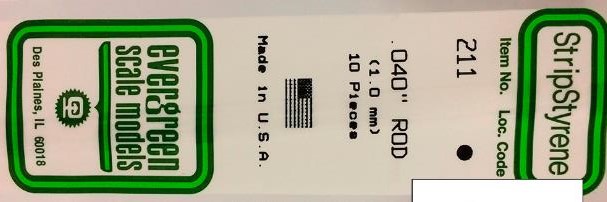 StripStyrene
Item No. Loc. Code
211
.040" ROD
(1.0 mm)
10 Pieces
Made in U.S.A.
evergreen
scale models
Des Plaines, IL 60018